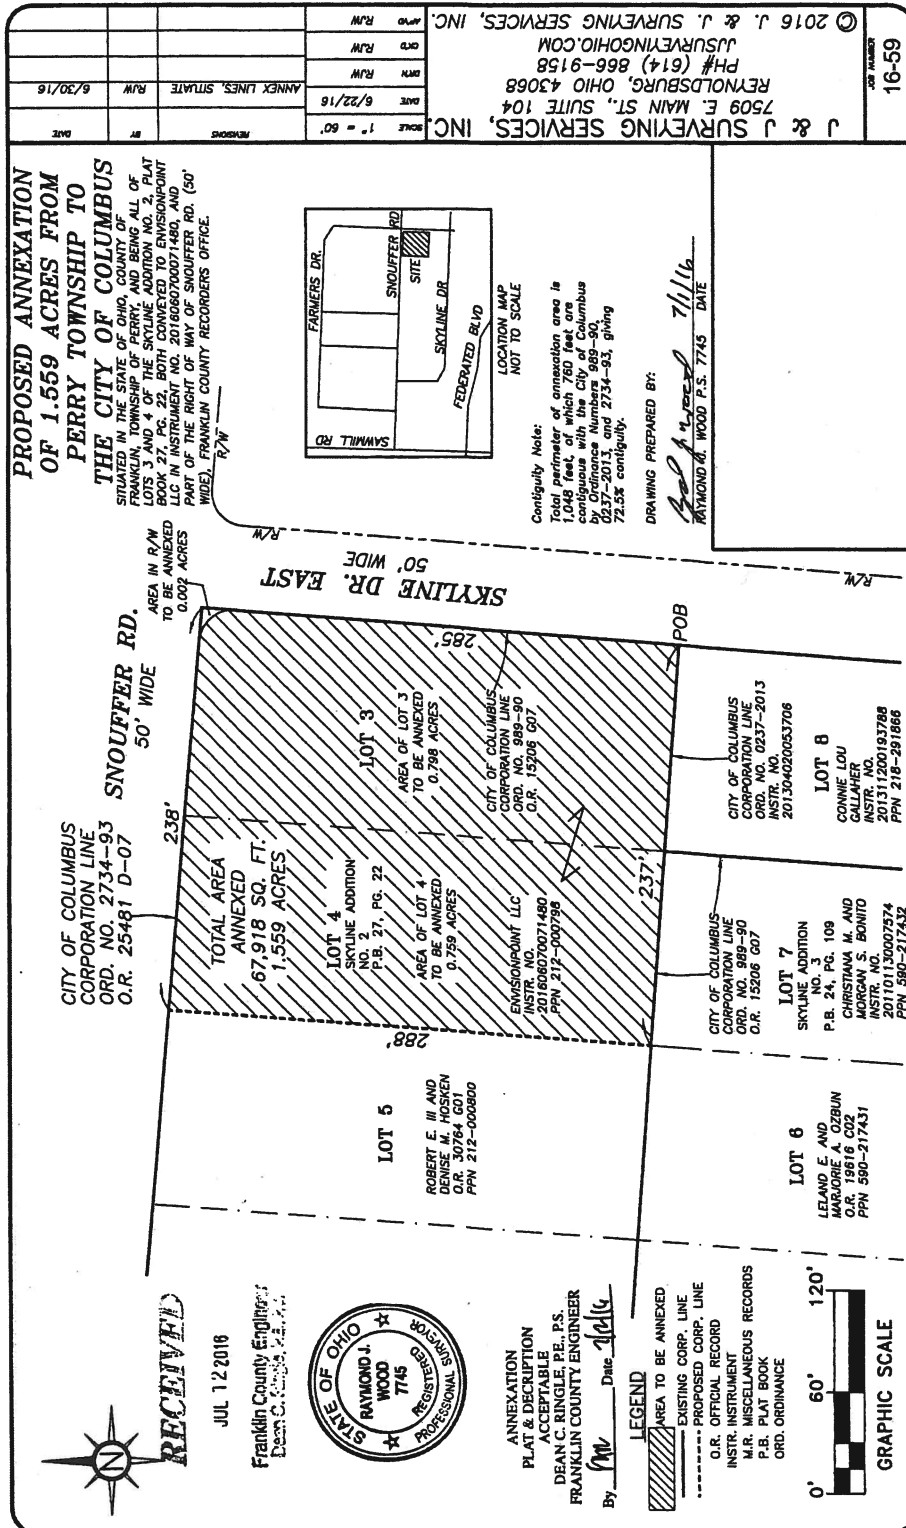 PROPOSED ANNEXATION
OF 1.559 ACRES FROM
PERRY TOWNSHIP TO
THE CITY OF COLUMBUS
SITUATED IN THE STATE OF OHIO, COUNTY OF
FRANKLIN, TOWNSHIP OF PERRY, AND BEING ALL OF
LOTS 3 AND 4 OF THE SKYLINE ADDITION NO. 2, PLAT
BOOK 27, PG. 22, BOTH CONVEYED TO ENVISIONPOINT
LLC IN INSTRUMENT NO. 201606070071480, AND
PART OF THE RIGHT OF WAY OF SNOUFFER RD. (50'
WIDE), FRANKLIN COUNTY RECORDERS OFFICE.
R/W
R/W
R/W
FARMERS DR.
SAWMILL RD
SNOUFFER RD
SITE
SKYLINE DR
FEDERATED BLVD
LOCATION MAP
NOT TO SCALE
Contiguity Note:
Total perimeter of annexation area is
1,048 feet, of which 760 feet are
contiguous with the City of Columbus
by Ordinance Numbers 989-90,
0237-2013, and 2734-93, giving
72.5% contiguity.
DRAWING PREPARED BY:
7/1/16
RAYMOND J. WOOD P.S. 7745 DATE
SNOUFFER RD.
50' WIDE
AREA IN R/W
TO BE ANNEXED
0.002 ACRES
SKYLINE DR. EAST
50' WIDE
CITY OF COLUMBUS
CORPORATION LINE
ORD. NO. 2734-93
O.R. 25481 D-07
238'
285'
237'
288'
POB
TOTAL AREA
ANNEXED
67,918 SQ. FT.
1.559 ACRES
LOT 3
AREA OF LOT 3
TO BE ANNEXED
0.798 ACRES
CITY OF COLUMBUS
CORPORATION LINE
ORD. NO. 989-90
O.R. 15206 G07
LOT 4
SKYLINE ADDITION
NO. 2
P.B. 27, PG. 22
AREA OF LOT 4
TO BE ANNEXED
0.759 ACRES
ENVISIONPOINT LLC
INSTR. NO.
201606070071480
PPN 212-000798
LOT 5
ROBERT E. III AND
DENISE M. HOSKEN
O.R. 30764 G01
PPN 212-000800
CITY OF COLUMBUS
CORPORATION LINE
ORD. NO. 0237-2013
INSTR. NO.
201304020053706
LOT 8
CONNIE LOU
GALLAHER
INSTR. NO.
201311200193788
PPN 218-291866
CITY OF COLUMBUS
CORPORATION LINE
ORD. NO. 989-90
O.R. 15206 G07
LOT 7
SKYLINE ADDITION
NO. 3
P.B. 24, PG. 109
CHRISTIANA M. AND
MORGAN S. BONITO
INSTR. NO.
201101130007574
PPN 590-217432
LOT 6
LELAND E. AND
MARJORIE A. OZBUN
O.R. 19616 C02
PPN 590-217431
N
RECEIVED
JUL 12 2016
Franklin County Engineer
Dean C. Ringle, P.E., P.S.
STATE OF OHIO
RAYMOND J.
WOOD
7745
REGISTERED
PROFESSIONAL SURVEYOR
ANNEXATION
PLAT & DECRIPTION
ACCEPTABLE
DEAN C. RINGLE, P.E., P.S.
FRANKLIN COUNTY ENGINEER
By Date
LEGEND
AREA TO BE ANNEXED
EXISTING CORP. LINE
PROPOSED CORP. LINE
O.R. OFFICIAL RECORD
INSTR. INSTRUMENT
M.R. MISCELLANEOUS RECORDS
P.B. PLAT BOOK
ORD. ORDINANCE
0' 60' 120'
GRAPHIC SCALE
J & J SURVEYING SERVICES, INC.
7509 E. MAIN ST., SUITE 104
REYNOLDSBURG, OHIO 43068
PH# (614) 866-9158
JJSURVEYINGOHIO.COM
© 2016 J. & J. SURVEYING SERVICES, INC.
SCALE 1" = 60'
DATE 6/22/16
DRN RJW
CK'D RJW
APV'D RJW
REVISIONS BY DATE
ANNEX LINES, SITUATE RJW 6/30/16
JOB NUMBER
16-59